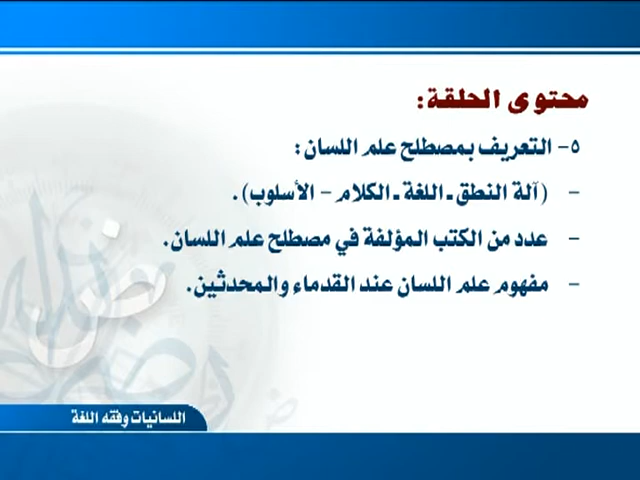 محتوى الحلقة:
٥- التعريف بمصطلح علم اللسان:
- (آلة النطق - اللغة - الكلام - الأسلوب).
- عدد من الكتب المؤلفة في مصطلح علم اللسان.
- مفهوم علم اللسان عند القدماء والمحدثين.
اللسانيات وفقه اللغة